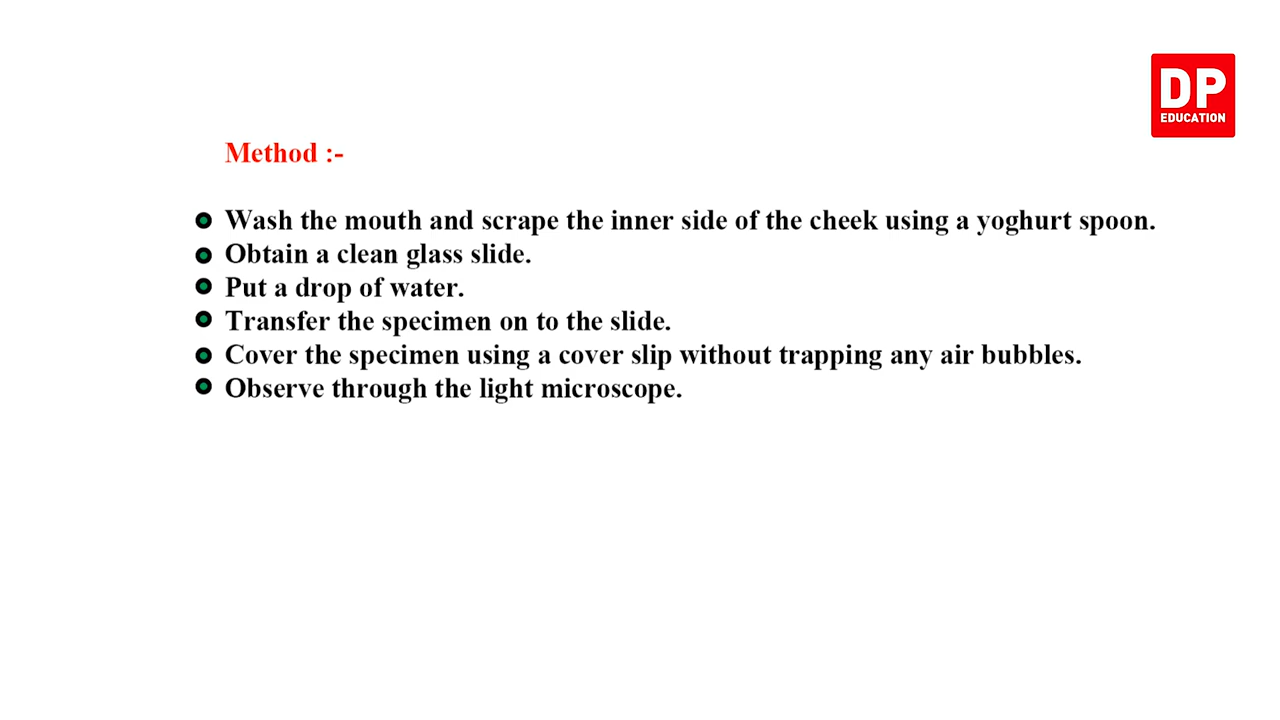 DP
EDUCATION
Method :-
Wash the mouth and scrape the inner side of the cheek using a yoghurt spoon.
Obtain a clean glass slide.
Put a drop of water.
Transfer the specimen on to the slide.
Cover the specimen using a cover slip without trapping any air bubbles.
Observe through the light microscope.